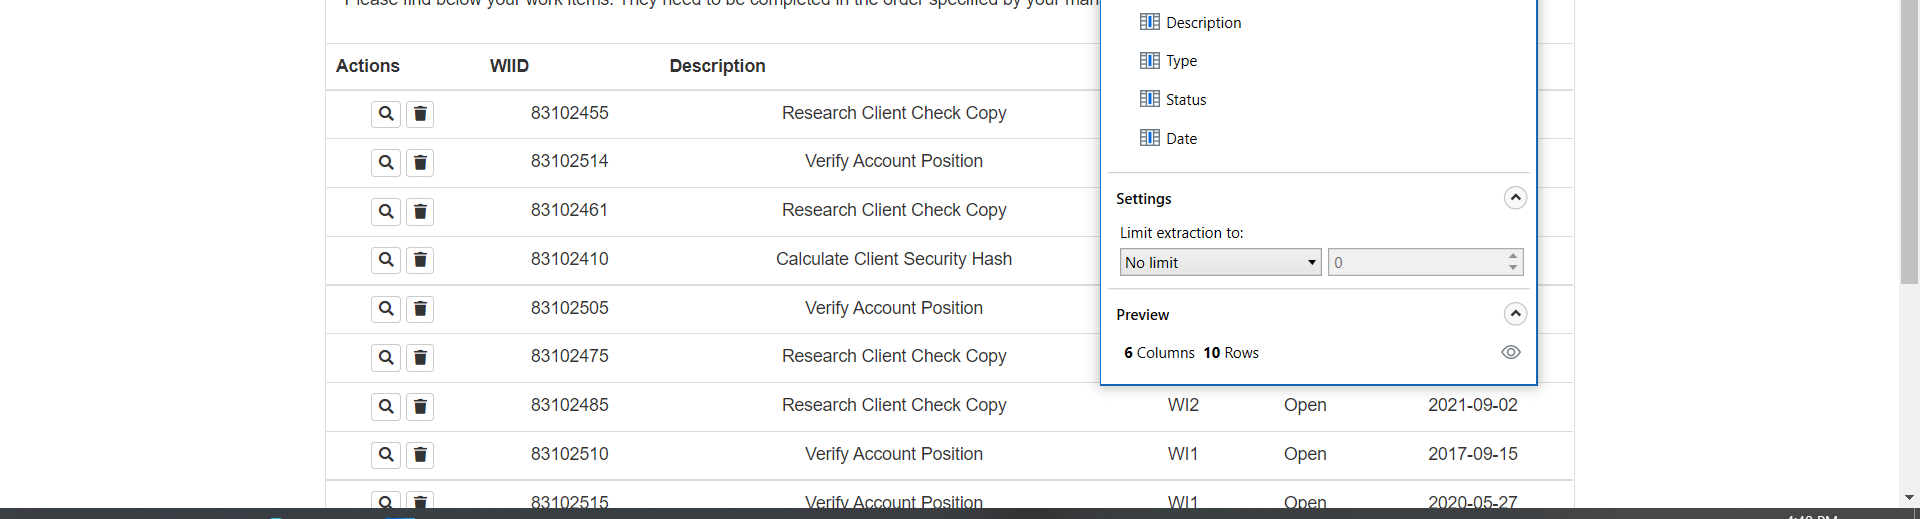 Please find below your work items. They need to be completed in the order specified by your man
Actions WIID Description
83102455 Research Client Check Copy
83102514 Verify Account Position
83102461 Research Client Check Copy
83102410 Calculate Client Security Hash
83102505 Verify Account Position
83102475 Research Client Check Copy
83102485 Research Client Check Copy WI2 Open 2021-09-02
83102510 Verify Account Position WI1 Open 2017-09-15
83102515 Verify Account Position WI1 Open 2020-05-27
Description
Type
Status
Date
Settings
Limit extraction to:
No limit 0
Preview
6 Columns 10 Rows